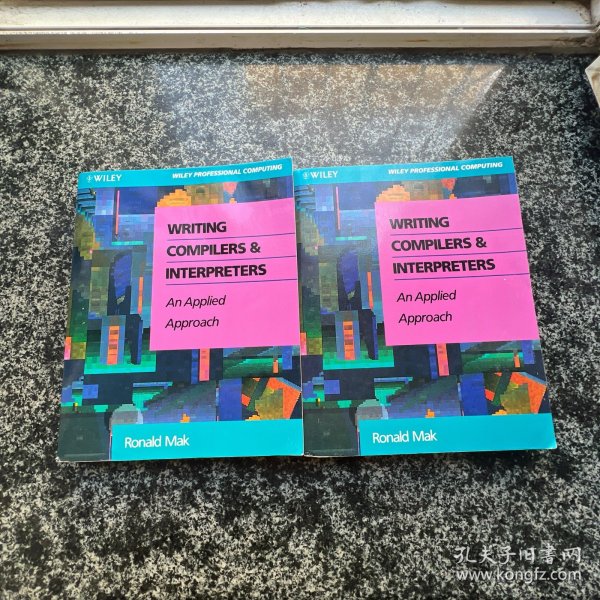 WILEY
WILEY PROFESSIONAL COMPUTING
WRITING
COMPILERS &
INTERPRETERS
An Applied
Approach
Ronald Mak
WILEY
WILEY PROFESSIONAL COMPUTING
WRITING
COMPILERS &
INTERPRETERS
An Applied
Approach
Ronald Mak
孔夫子旧书网
www.kongfz.com